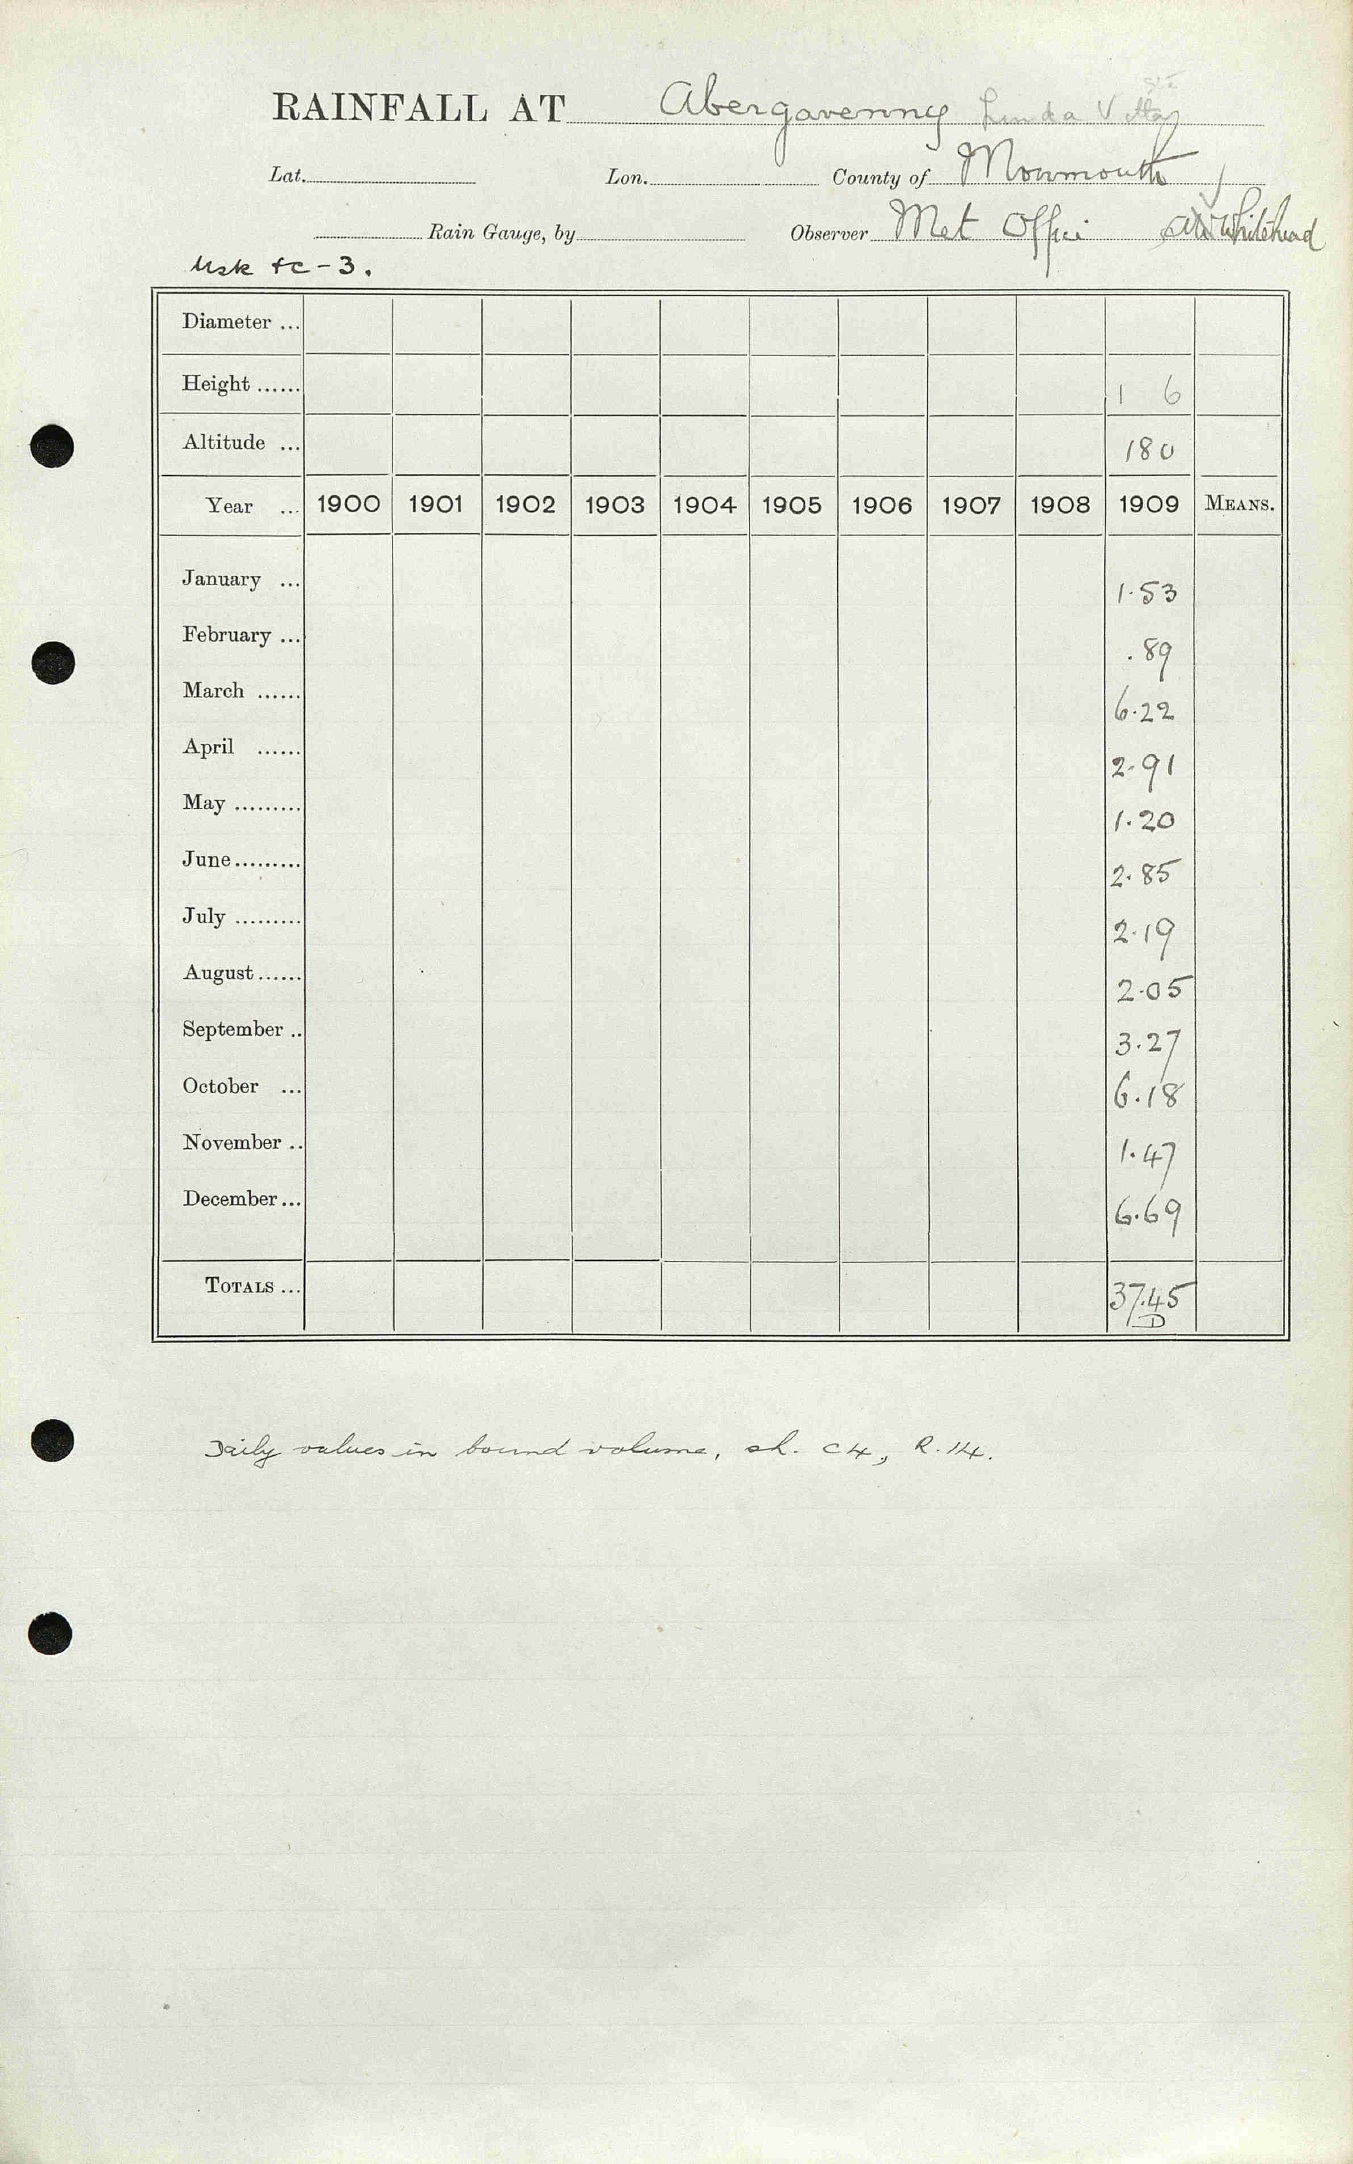 RAINFALL AT Abergavenny Linda Vista
Lat. Lon. County of Monmouth
Rain Gauge, by Observer Met Office Whitehead
Usk &c - 3.
Diameter ...
Height ...... 1 6
Altitude ... 180
Year ... 1900 1901 1902 1903 1904 1905 1906 1907 1908 1909 MEANS.
January ... 1.53
February ... .89
March ...... 6.22
April ...... 2.91
May ......... 1.20
June......... 2.85
July ......... 2.19
August...... 2.05
September .. 3.27
October ... 6.18
November .. 1.47
December... 6.69
TOTALS ... 37.45
D
Daily values in bound volume, sh. C4, R.14.